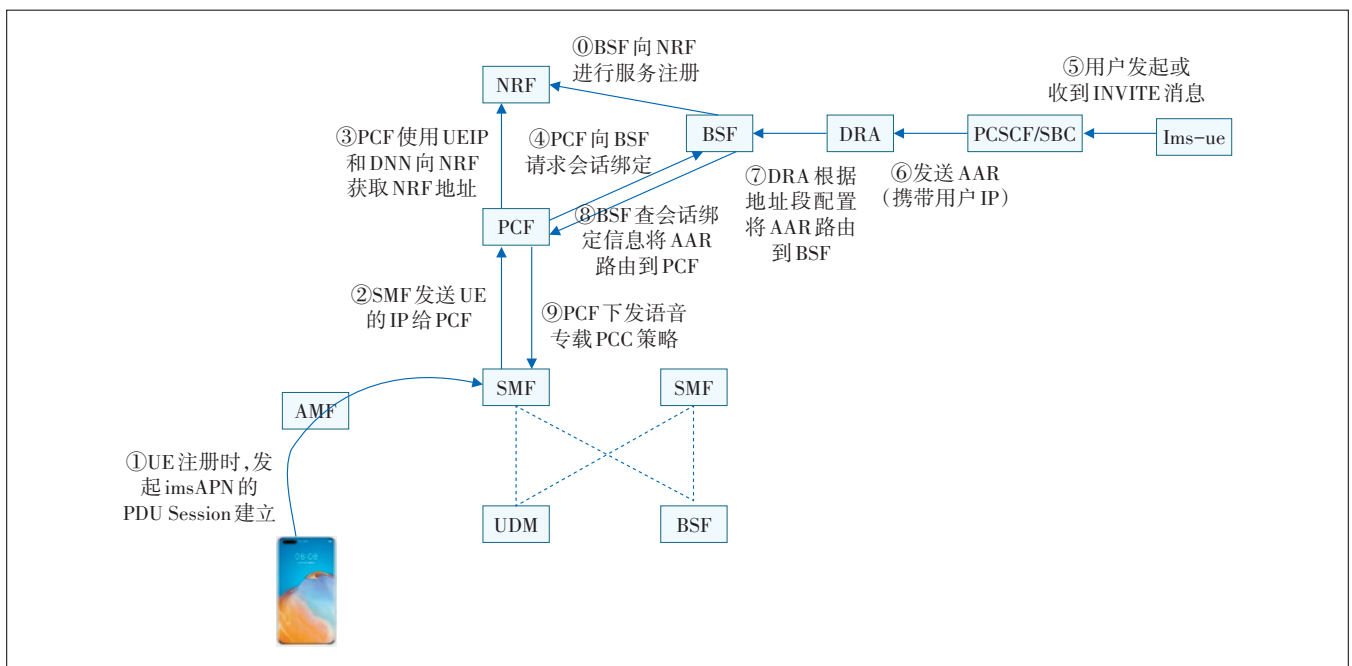 ⓪BSF向NRF
进行服务注册
NRF
⑤用户发起或
收到INVITE消息
③PCF使用UEIP
和DNN向NRF
获取NRF地址
④PCF向BSF
请求会话绑定
BSF
DRA
PCSCF/SBC
Ims-ue
⑦DRA根据
地址段配置
将AAR路由
到BSF
⑥发送AAR
(携带用户IP)
PCF
⑧BSF查会话绑
定信息将AAR
路由到PCF
②SMF发送UE
的IP给PCF
⑨PCF下发语音
专载PCC策略
SMF
SMF
AMF
①UE注册时,发
起imsAPN的
PDU Session建立
UDM
BSF
08:08